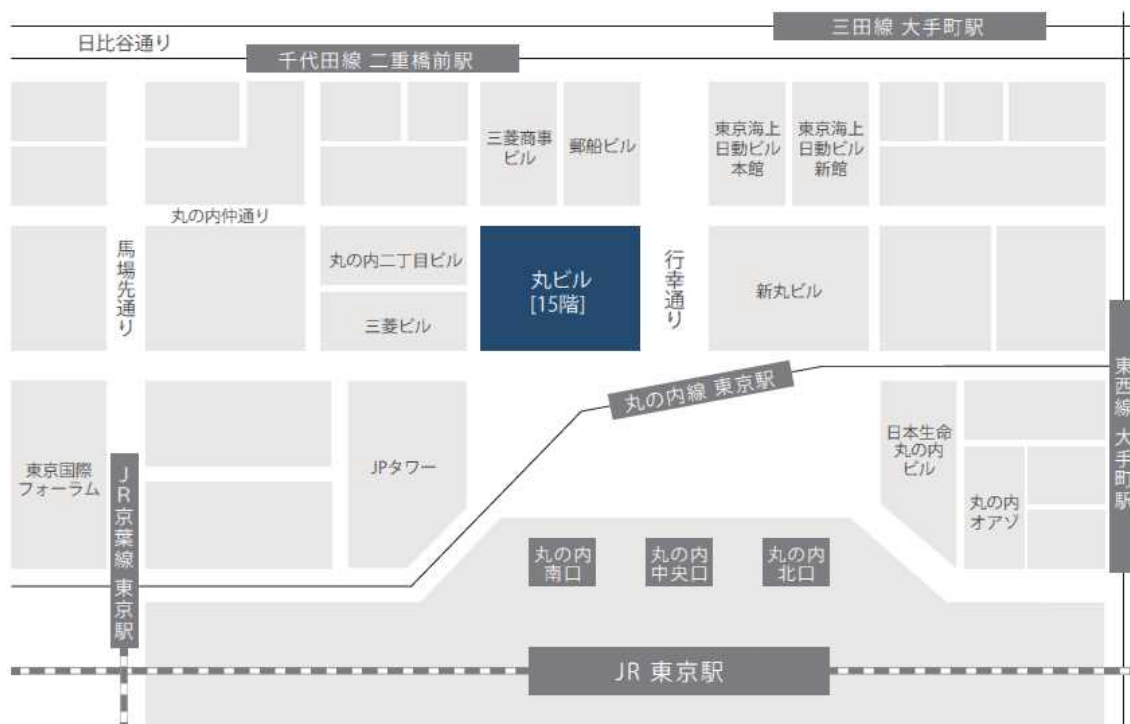 三田線 大手町駅
日比谷通り
千代田線 二重橋前駅
三菱商事
ビル
郵船ビル
東京海上
日動ビル
本館
東京海上
日動ビル
新館
丸の内仲通り
馬場先通り
丸の内二丁目ビル
三菱ビル
丸ビル
[15階]
行幸通り
新丸ビル
東西線 大手町駅
丸の内線 東京駅
東京国際
フォーラム
JR京葉線 東京駅
JPタワー
日本生命
丸の内
ビル
丸の内
オアゾ
丸の内
南口
丸の内
中央口
丸の内
北口
JR 東京駅